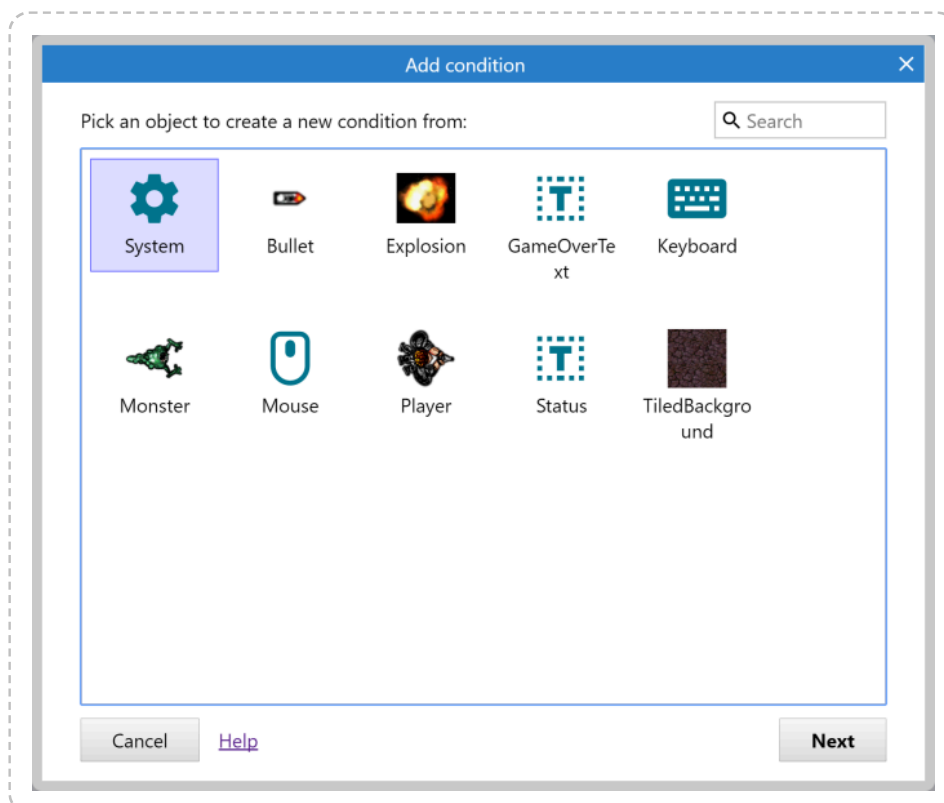 Add condition
Pick an object to create a new condition from:
Search
System
Bullet
Explosion
GameOverTe
xt
Keyboard
Monster
Mouse
Player
Status
TiledBackgro
und
Cancel
Help
Next